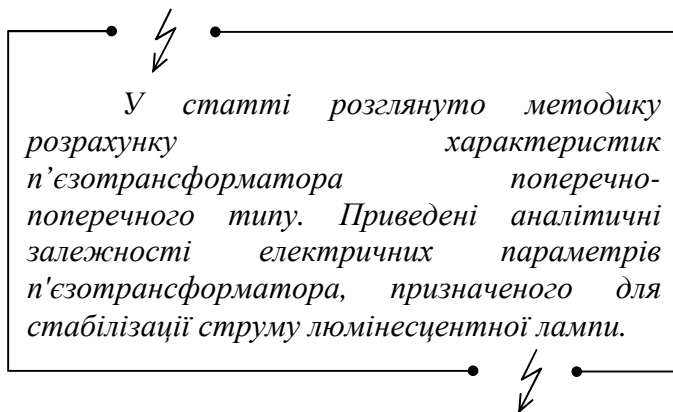 У статті розглянуто методику
розрахунку характеристик
п’єзотрансформатора поперечно-
поперечного типу. Приведені аналітичні
залежності електричних параметрів
п'єзотрансформатора, призначеного для
стабілізації струму люмінесцентної лампи.